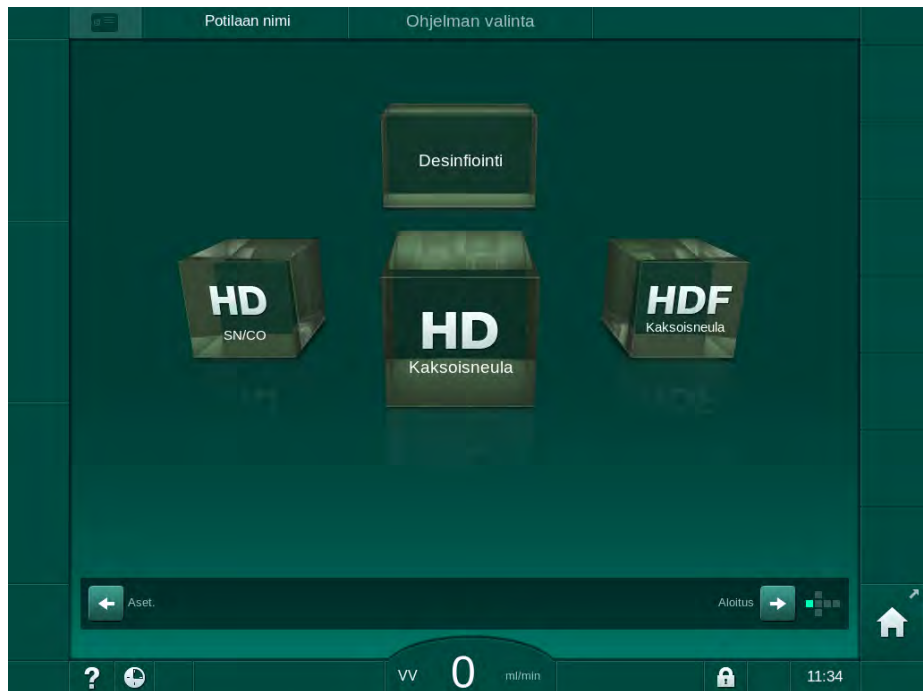 Potilaan nimi
Ohjelman valinta
Desinfiointi
HD
SN/CO
HD
Kaksoisneula
HDF
Kaksoisneula
Aset.
Aloitus
?
VV 0 ml/min
11:34